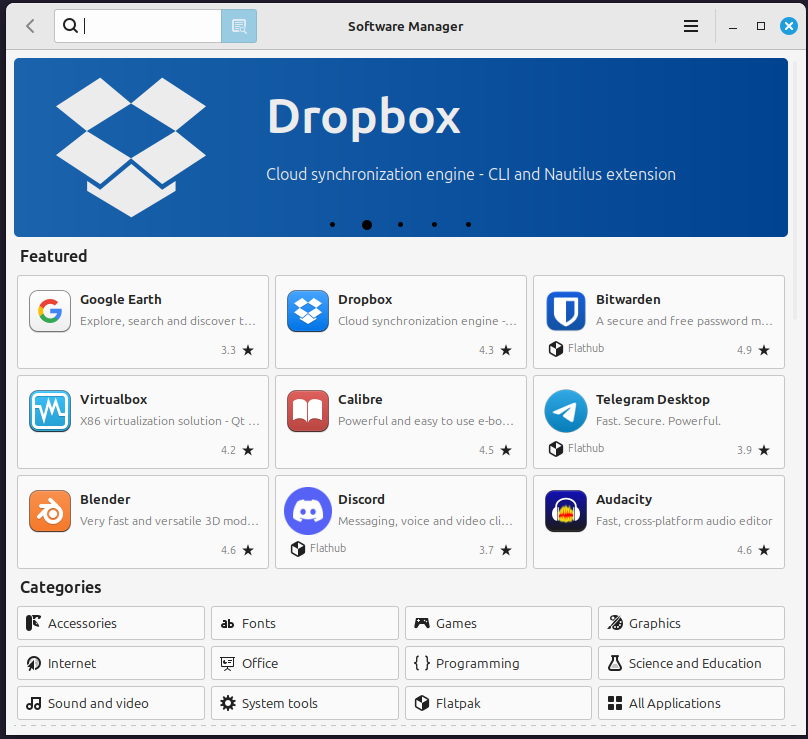 Software Manager
Dropbox
Cloud synchronization engine - CLI and Nautilus extension
Featured
Google Earth
Explore, search and discover t...
3.3 ★
Dropbox
Cloud synchronization engine -...
4.3 ★
Bitwarden
A secure and free password m...
Flathub
4.9 ★
Virtualbox
X86 virtualization solution - Qt ...
4.2 ★
Calibre
Powerful and easy to use e-bo...
4.5 ★
Telegram Desktop
Fast. Secure. Powerful.
Flathub
3.9 ★
Blender
Very fast and versatile 3D mod...
4.6 ★
Discord
Messaging, voice and video cli...
Flathub
3.7 ★
Audacity
Fast, cross-platform audio editor
4.6 ★
Categories
Accessories
ab Fonts
Games
Graphics
Internet
Office
{ } Programming
Science and Education
Sound and video
System tools
Flatpak
All Applications